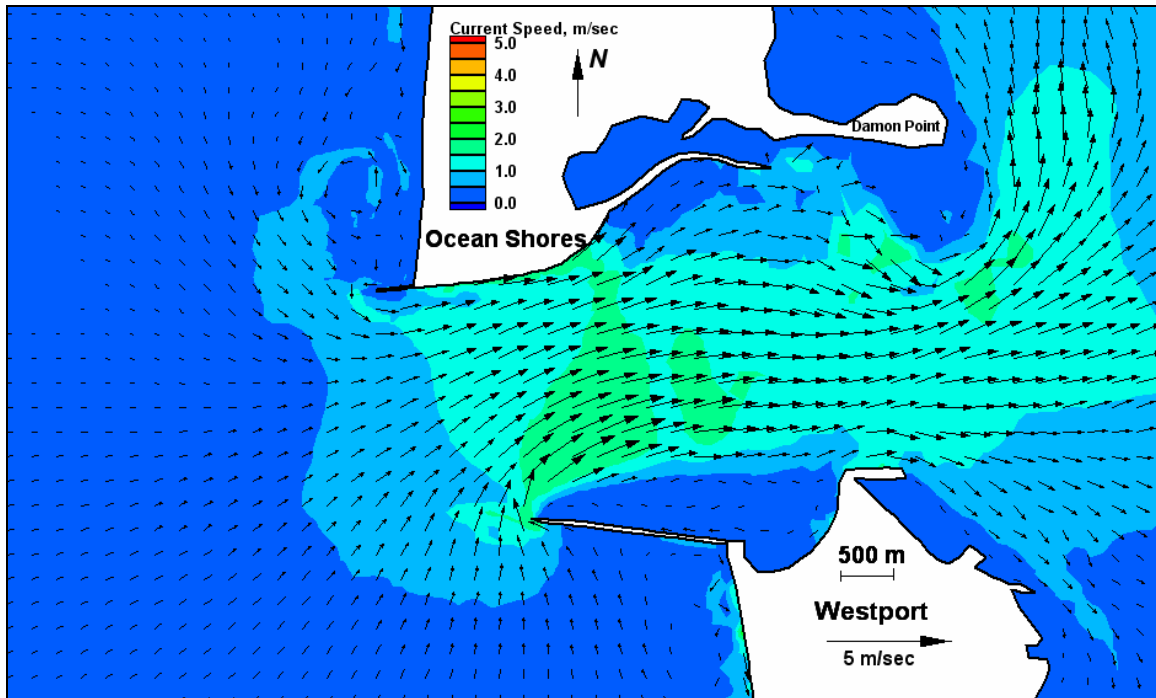 Current Speed, m/sec
5.0
4.0
3.0
2.0
1.0
0.0
N
Damon Point
Ocean Shores
500 m
Westport
5 m/sec